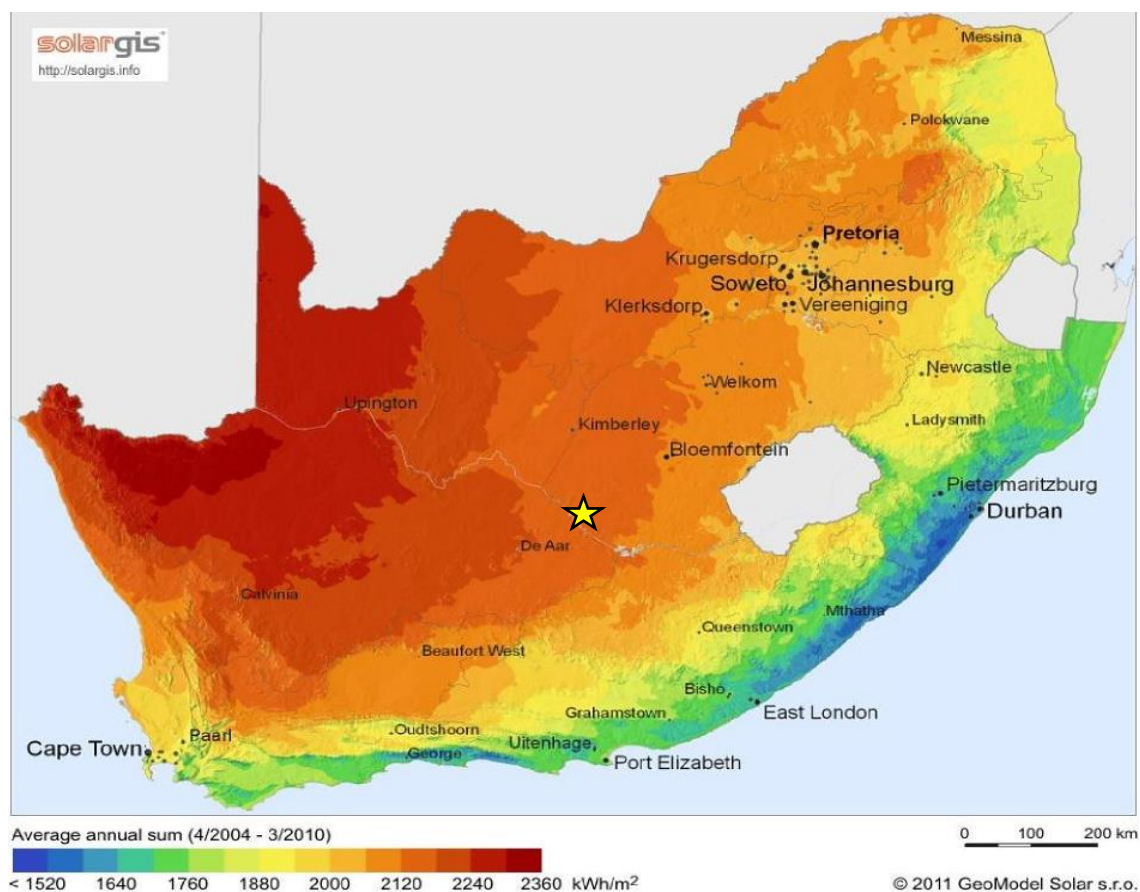 solargis
http://solargis.info
Messina
Polokwane
Pretoria
Krugersdorp
Soweto Johannesburg
Klerksdorp Vereeniging
Newcastle
Welkom
Upington
Ladysmith
Kimberley
Bloemfontein
Pietermaritzburg
Durban
De Aar
Calvinia
Mthatha
Queenstown
Beaufort West
Bisho
East London
Grahamstown
Oudtshoorn
Paarl
Uitenhage
Cape Town
George
Port Elizabeth
Average annual sum (4/2004 - 3/2010)
0 100 200 km
< 1520 1640 1760 1880 2000 2120 2240 2360 kWh/m²
© 2011 GeoModel Solar s.r.o.